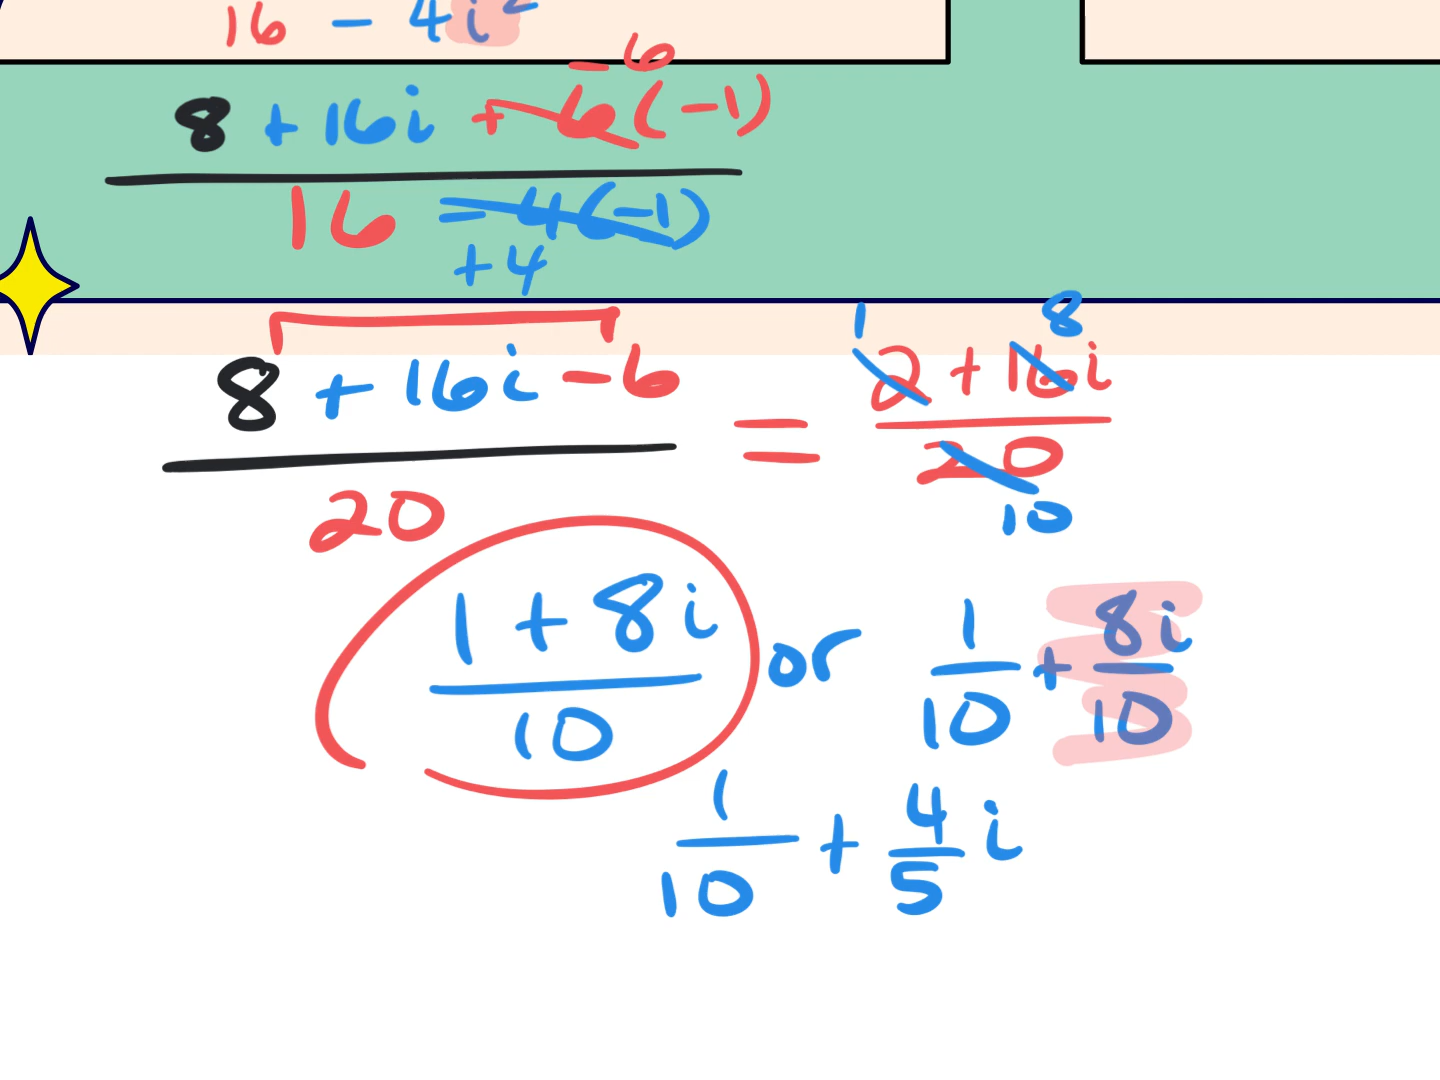 16 - 4i²
- 6
8 + 16i + 6(-1)
16 - 4(-1)
+4
1 8
8 + 16i - 6 = 2 + 16i
20 20
10
1 + 8i or 1 + 8i
10 10 10
1 + 4 i
10 5